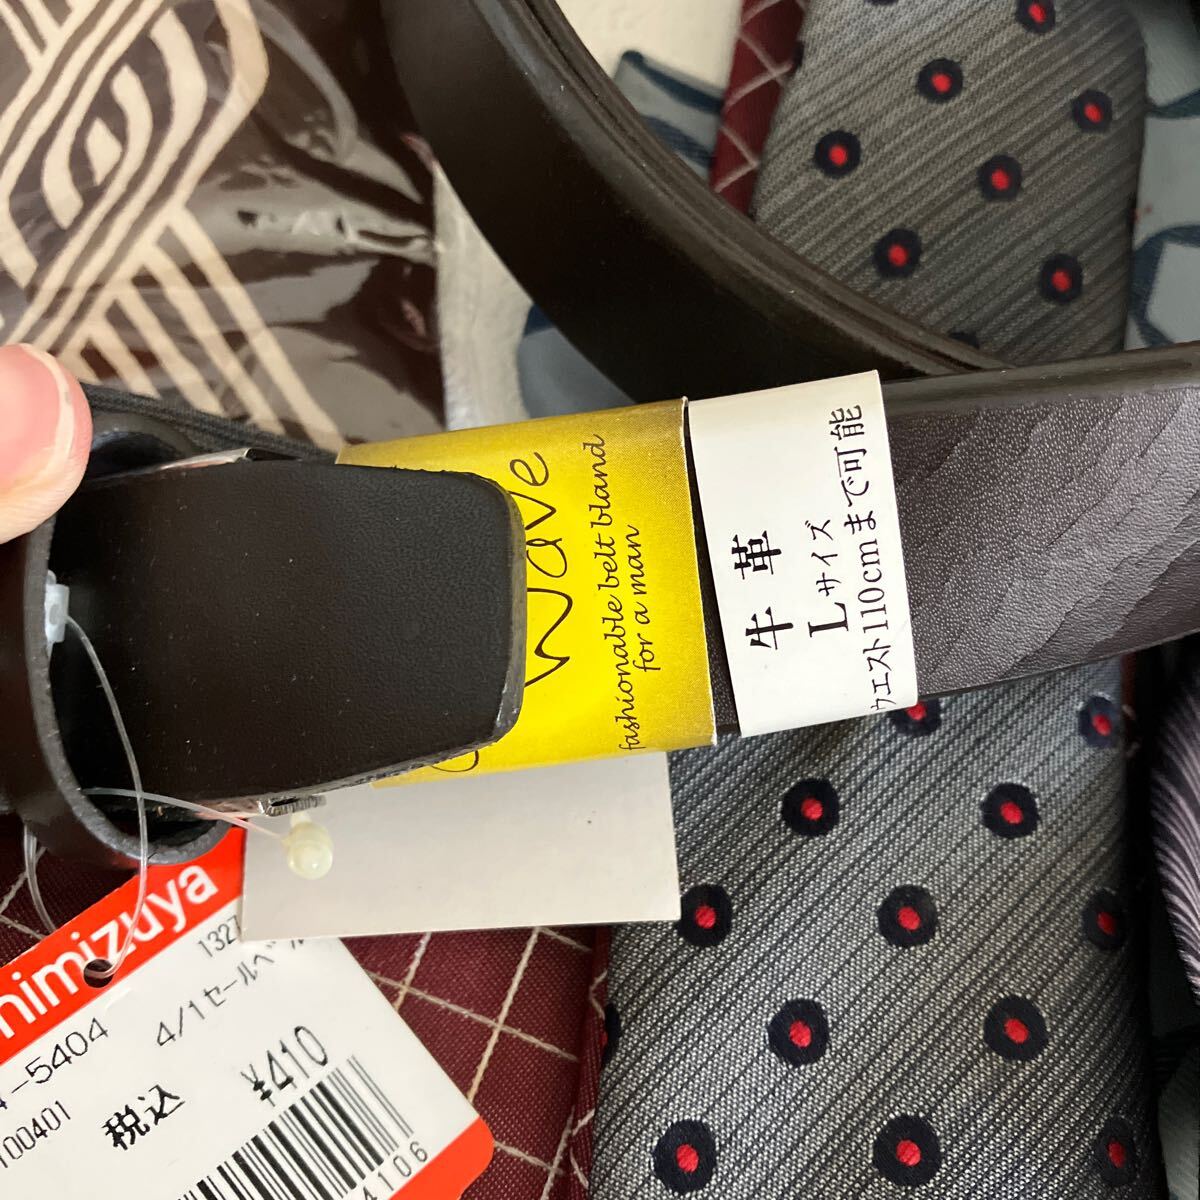 Wave
fashionable belt bland
for a man
牛革
Lサイズ
ウエスト110cmまで可能
himizuya
1327
-5404
4/1セールベル
100401
税込
¥410
4106